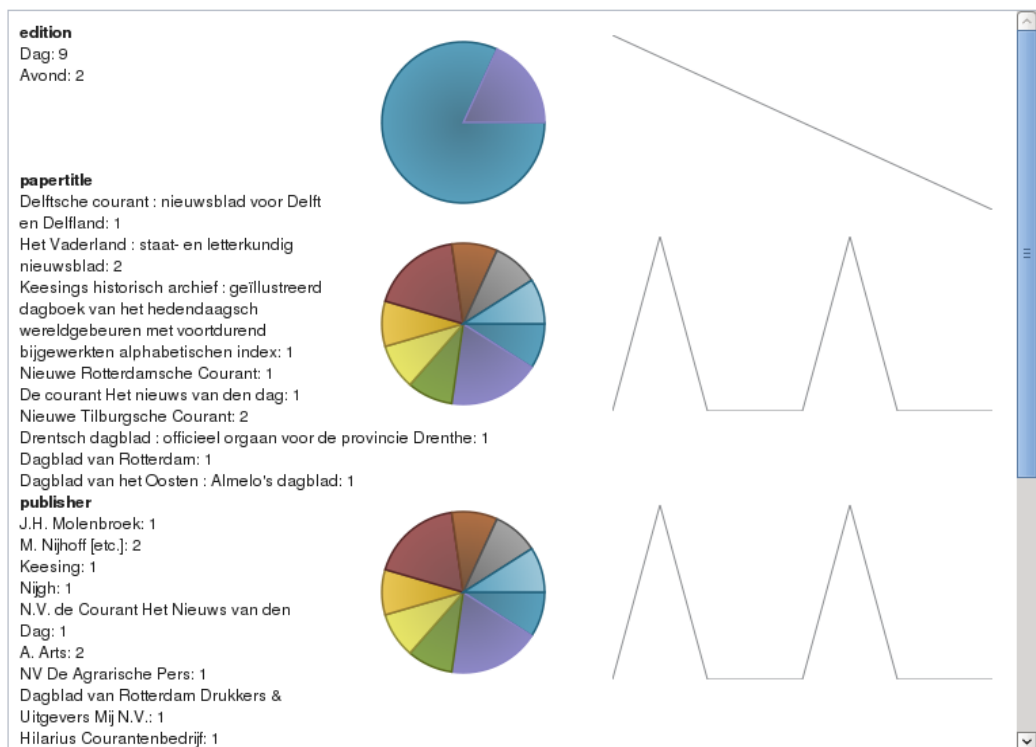 edition
Dag: 9
Avond: 2
papertitle
Delftsche courant : nieuwsblad voor Delft
en Delfland: 1
Het Vaderland : staat- en letterkundig
nieuwsblad: 2
Keesings historisch archief : geïllustreerd
dagboek van het hedendaagsch
wereldgebeuren met voortdurend
bijgewerkten alphabetischen index: 1
Nieuwe Rotterdamsche Courant: 1
De courant Het nieuws van den dag: 1
Nieuwe Tilburgsche Courant: 2
Drentsch dagblad : officieel orgaan voor de provincie Drenthe: 1
Dagblad van Rotterdam: 1
Dagblad van het Oosten : Almelo's dagblad: 1
publisher
J.H. Molenbroek: 1
M. Nijhoff [etc.]: 2
Keesing: 1
Nijgh: 1
N.V. de Courant Het Nieuws van den
Dag: 1
A. Arts: 2
NV De Agrarische Pers: 1
Dagblad van Rotterdam Drukkers &
Uitgevers Mij N.V.: 1
Hilarius Courantenbedrijf: 1